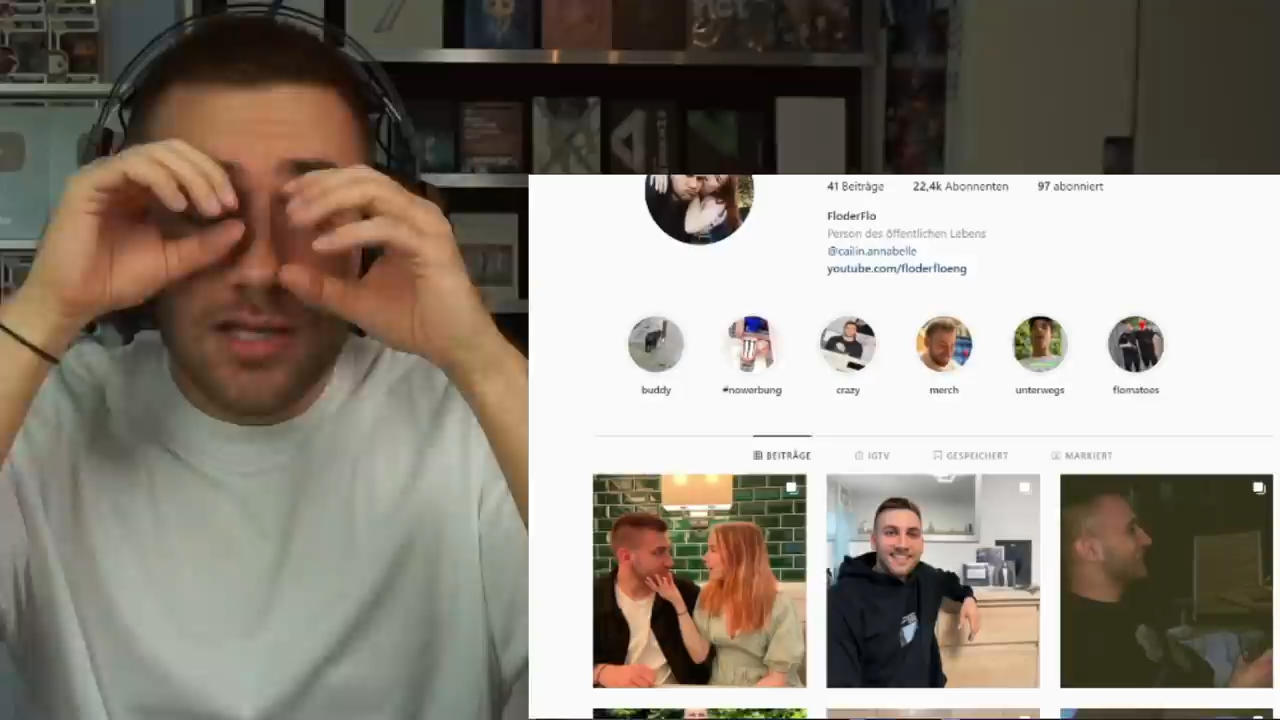 41 Beiträge 22,4k Abonnenten 97 abonniert
FloderFlo
Person des öffentlichen Lebens
@cailin.annabelle
youtube.com/floderfloeng
buddy #nowerbung crazy merch unterwegs flomatoes
BEITRÄGE IGTV GESPEICHERT MARKIERT